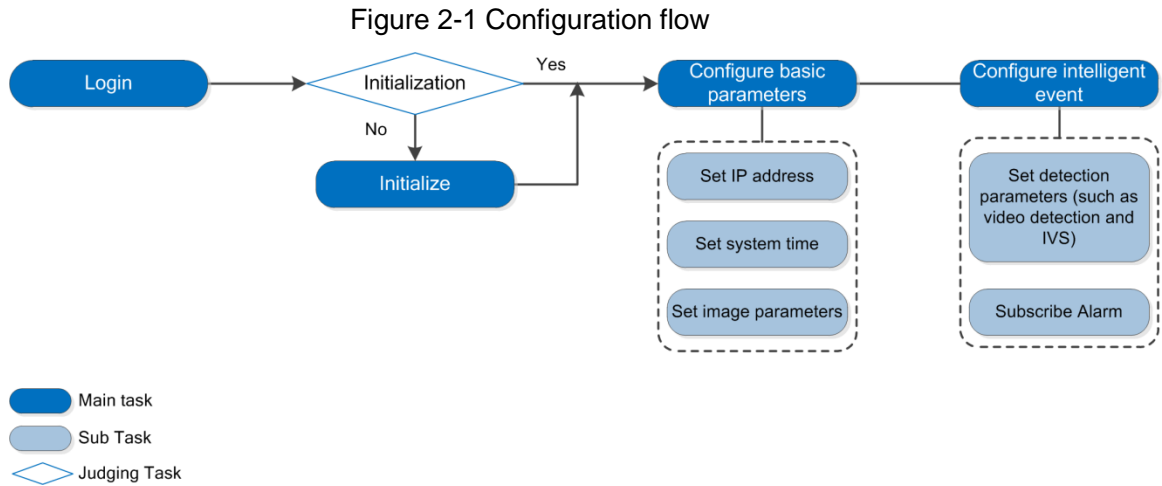 Figure 2-1 Configuration flow
Login
Initialization
Yes
No
Initialize
Configure basic
parameters
Set IP address
Set system time
Set image parameters
Configure intelligent
event
Set detection
parameters (such as
video detection and
IVS)
Subscribe Alarm
Main task
Sub Task
Judging Task